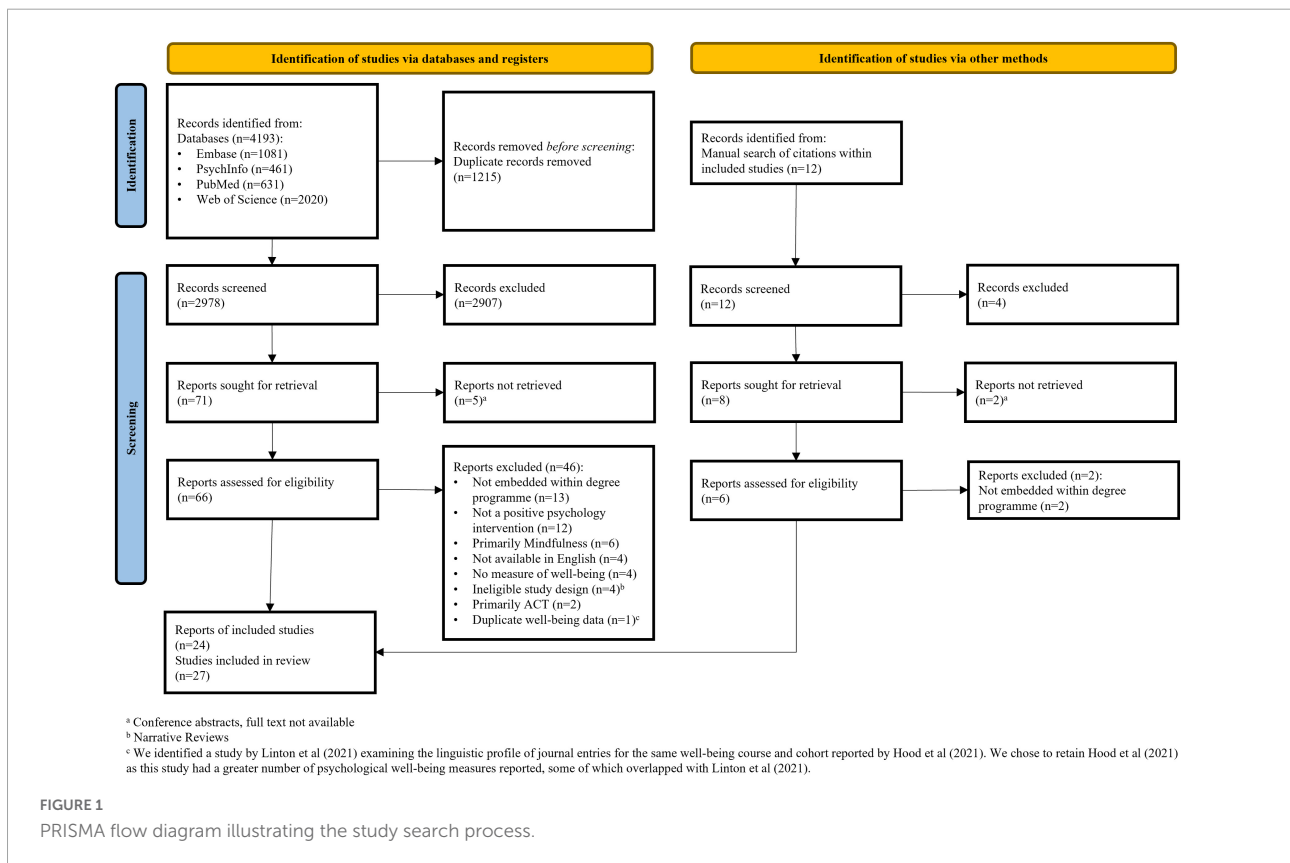 Identification of studies via databases and registers
Identification of studies via other methods
Identification
Records identified from:
Databases (n=4193):
• Embase (n=1081)
• PsychInfo (n=461)
• PubMed (n=631)
• Web of Science (n=2020)
Records removed before screening:
Duplicate records removed
(n=1215)
Records identified from:
Manual search of citations within
included studies (n=12)
Screening
Records screened
(n=2978)
Records excluded
(n=2907)
Records screened
(n=12)
Records excluded
(n=4)
Reports sought for retrieval
(n=71)
Reports not retrieved
(n=5)ᵃ
Reports sought for retrieval
(n=8)
Reports not retrieved
(n=2)ᵃ
Reports assessed for eligibility
(n=66)
Reports excluded (n=46):
• Not embedded within degree
programme (n=13)
• Not a positive psychology
intervention (n=12)
• Primarily Mindfulness (n=6)
• Not available in English (n=4)
• No measure of well-being (n=4)
• Ineligible study design (n=4)ᵇ
• Primarily ACT (n=2)
• Duplicate well-being data (n=1)ᶜ
Reports assessed for eligibility
(n=6)
Reports excluded (n=2):
Not embedded within degree
programme (n=2)
Reports of included studies
(n=24)
Studies included in review
(n=27)
ᵃ Conference abstracts, full text not available
ᵇ Narrative Reviews
ᶜ We identified a study by Linton et al (2021) examining the linguistic profile of journal entries for the same well-being course and cohort reported by Hood et al (2021). We chose to retain Hood et al (2021)
as this study had a greater number of psychological well-being measures reported, some of which overlapped with Linton et al (2021).
FIGURE 1
PRISMA flow diagram illustrating the study search process.